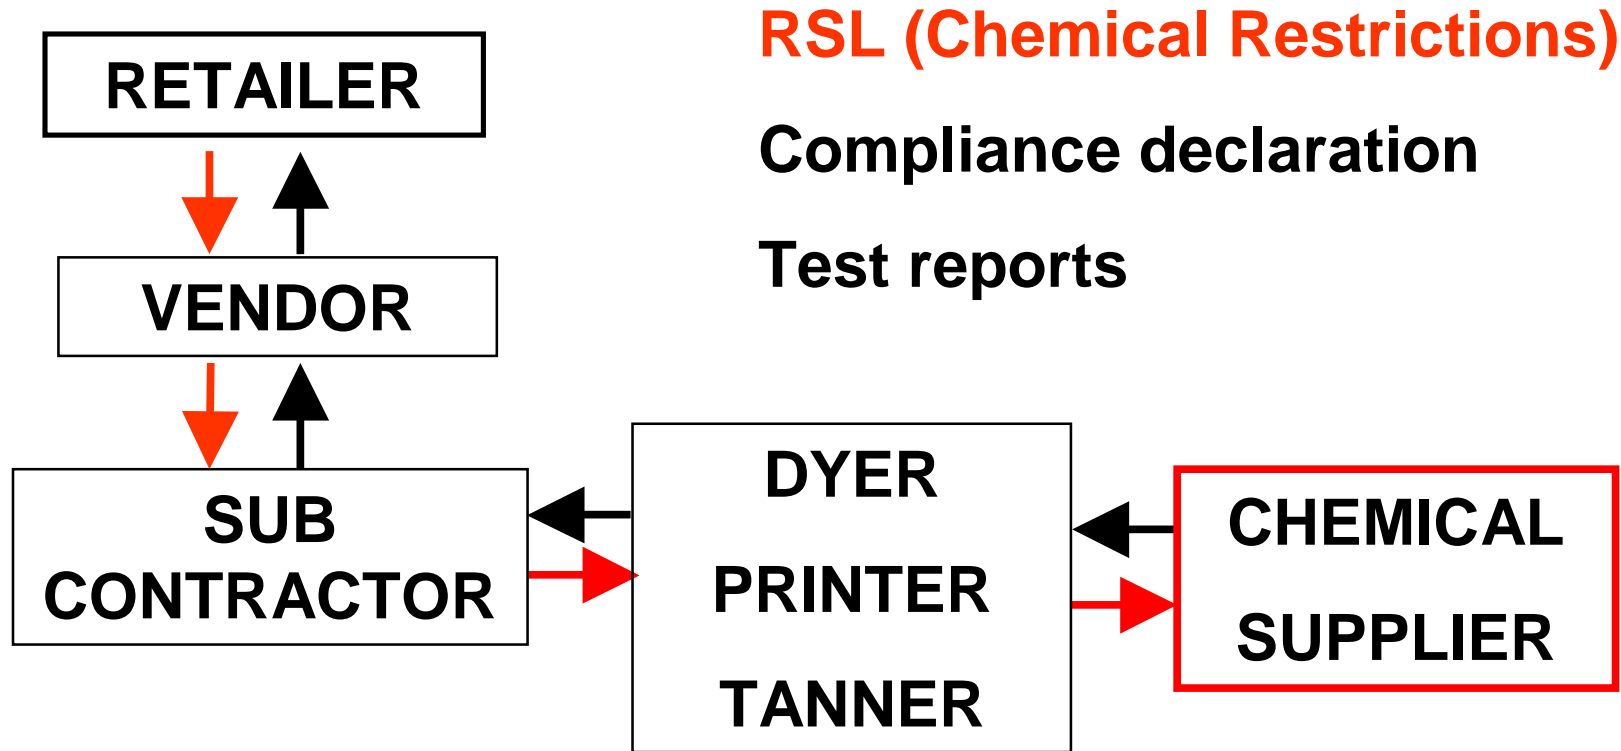 RSL (Chemical Restrictions)
RETAILER
Compliance declaration
Test reports
VENDOR
SUB
CONTRACTOR
DYER
PRINTER
TANNER
CHEMICAL
SUPPLIER